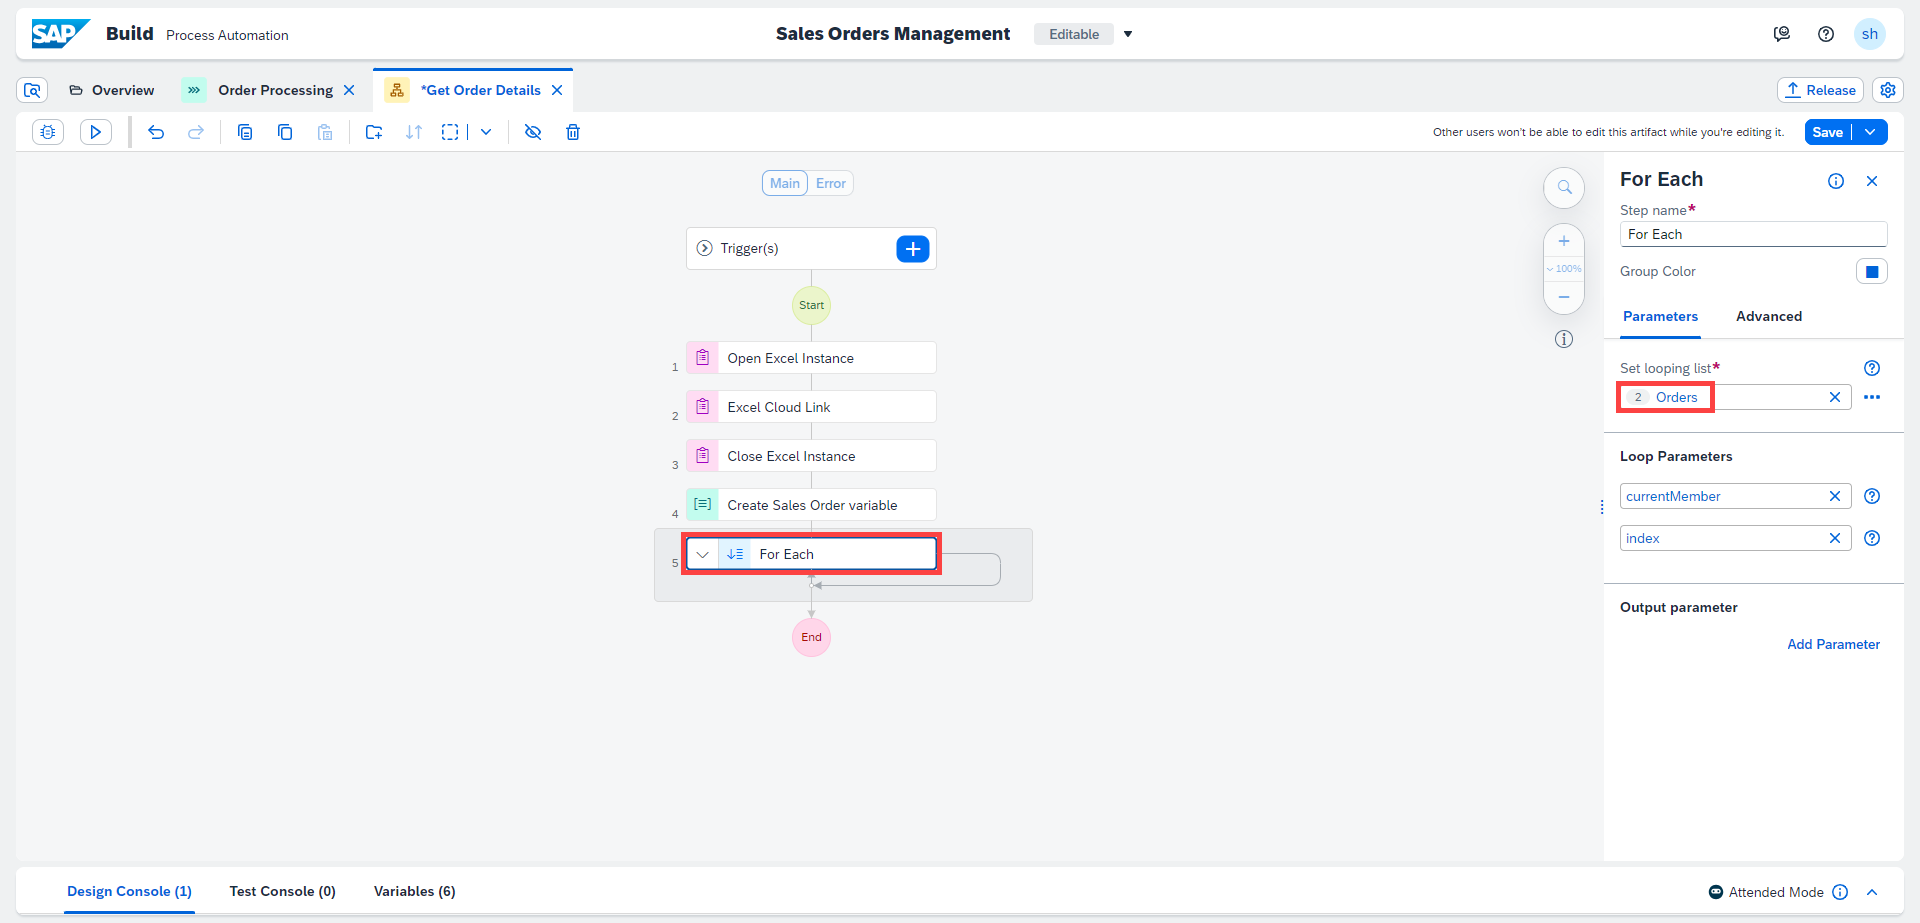 SAP Build Process Automation
Sales Orders Management Editable
sh
Overview
Order Processing
*Get Order Details
Release
Other users won't be able to edit this artifact while you're editing it.
Save
Main Error
Trigger(s)
Start
1 Open Excel Instance
2 Excel Cloud Link
3 Close Excel Instance
4 Create Sales Order variable
5 For Each
End
100%
For Each
Step name*
For Each
Group Color
Parameters Advanced
Set looping list*
2 Orders
Loop Parameters
currentMember
index
Output parameter
Add Parameter
Design Console (1) Test Console (0) Variables (6)
Attended Mode